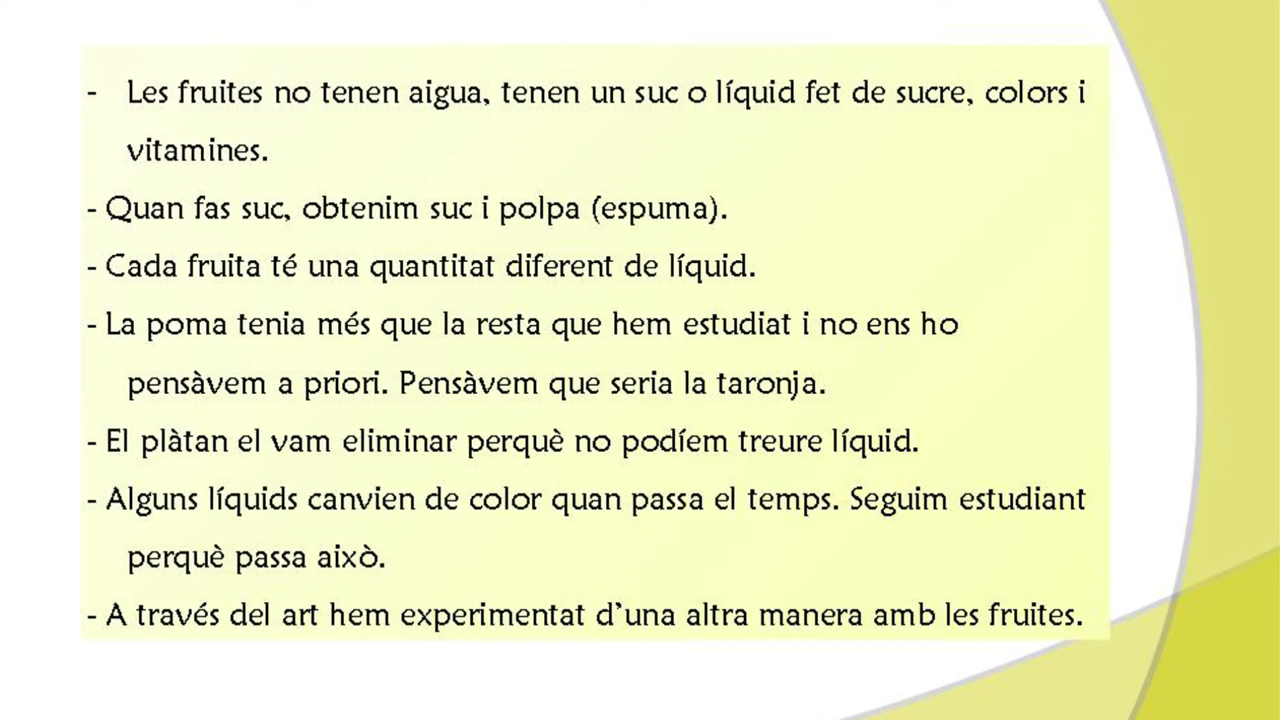 - Les fruites no tenen aigua, tenen un suc o líquid fet de sucre, colors i
vitamines.
- Quan fas suc, obtenim suc i polpa (espuma).
- Cada fruita té una quantitat diferent de líquid.
- La poma tenia més que la resta que hem estudiat i no ens ho
pensàvem a priori. Pensàvem que seria la taronja.
- El plàtan el vam eliminar perquè no podíem treure líquid.
- Alguns líquids canvien de color quan passa el temps. Seguim estudiant
perquè passa això.
- A través del art hem experimentat d’una altra manera amb les fruites.